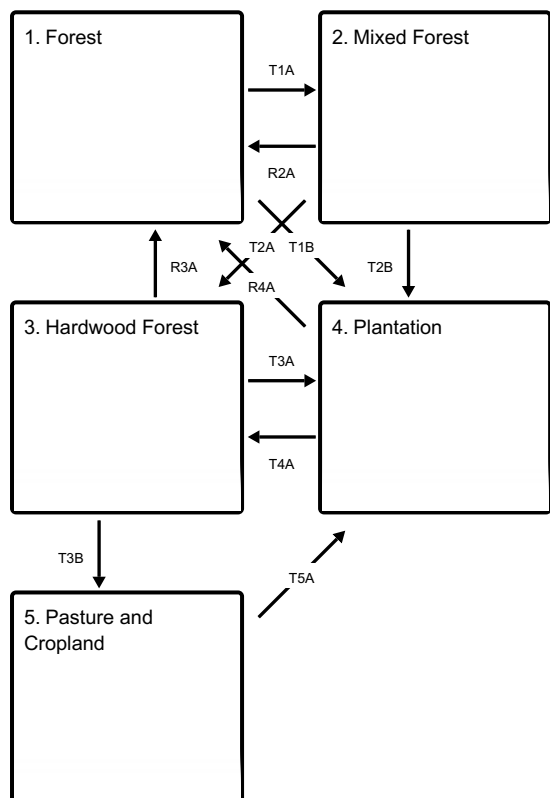 1. Forest
2. Mixed Forest
T1A
R2A
T2A
T1B
R3A
T2B
R4A
3. Hardwood Forest
4. Plantation
T3A
T4A
T3B
T5A
5. Pasture and
Cropland